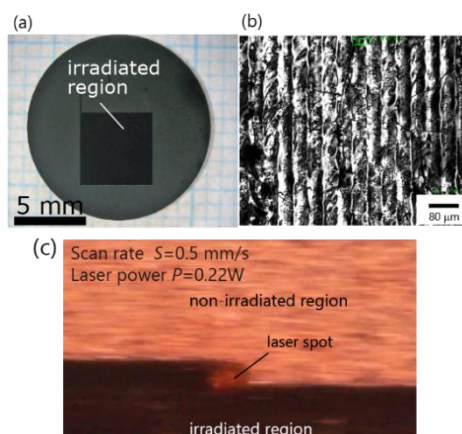 (a)
irradiated
region
5 mm
(b)
80 μm
(c)
Scan rate S=0.5 mm/s
Laser power P=0.22W
non-irradiated region
laser spot
irradiated region